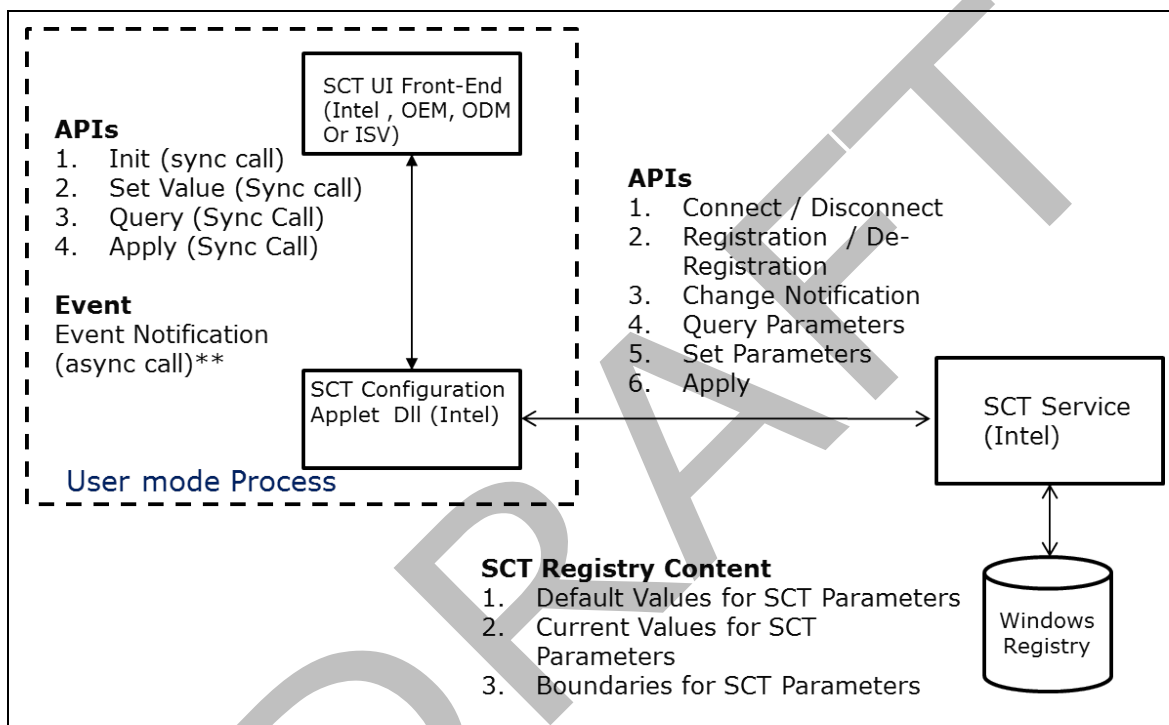 SCT UI Front-End
(Intel , OEM, ODM
Or ISV)
APIs
1. Init (sync call)
2. Set Value (Sync call)
3. Query (Sync Call)
4. Apply (Sync Call)
Event
Event Notification
(async call)**
SCT Configuration
Applet Dll (Intel)
User mode Process
APIs
1. Connect / Disconnect
2. Registration / De-
Registration
3. Change Notification
4. Query Parameters
5. Set Parameters
6. Apply
SCT Service
(Intel)
SCT Registry Content
1. Default Values for SCT Parameters
2. Current Values for SCT
Parameters
3. Boundaries for SCT Parameters
Windows
Registry
DRAFT